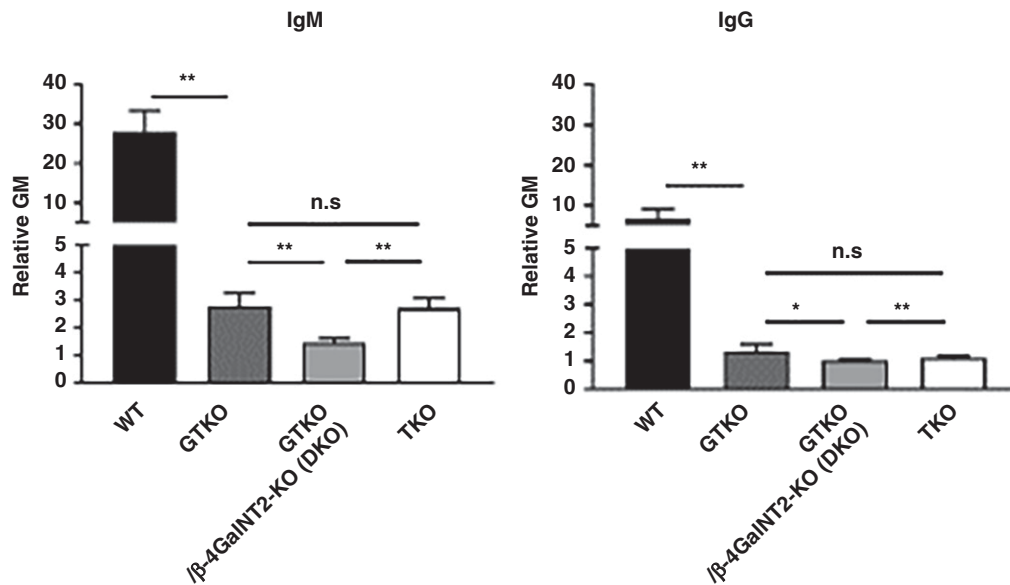 IgM
Relative GM
40
30
20
10
5
4
3
2
1
0
**
n.s
**
**
WT
GTKO
GTKO
/β-4GalNT2-KO (DKO)
TKO
IgG
Relative GM
40
30
20
10
5
4
3
2
1
0
**
n.s
*
**
WT
GTKO
GTKO
/β-4GalNT2-KO (DKO)
TKO